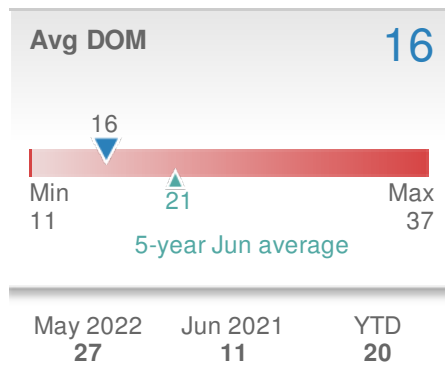 Avg DOM 16
16
Min 21 Max
11 37
5-year Jun average
May 2022 Jun 2021 YTD
27 11 20